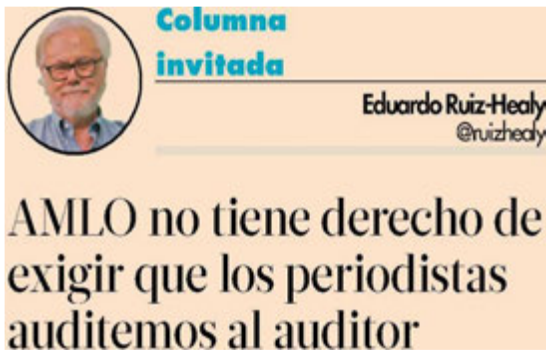 Columna
invitada
Eduardo Ruiz-Healy
@ruizhealy
AMLO no tiene derecho de
exigir que los periodistas
auditemos al auditor